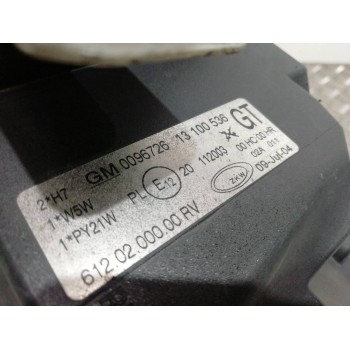 GM 0096726 13 100 536 GT
2*H7
1*W5W PL E12 20 112003 00 HC 00 HR
1*PY21W 02A 011
ZKW 09-Jul-04
612.02.000.00 RV